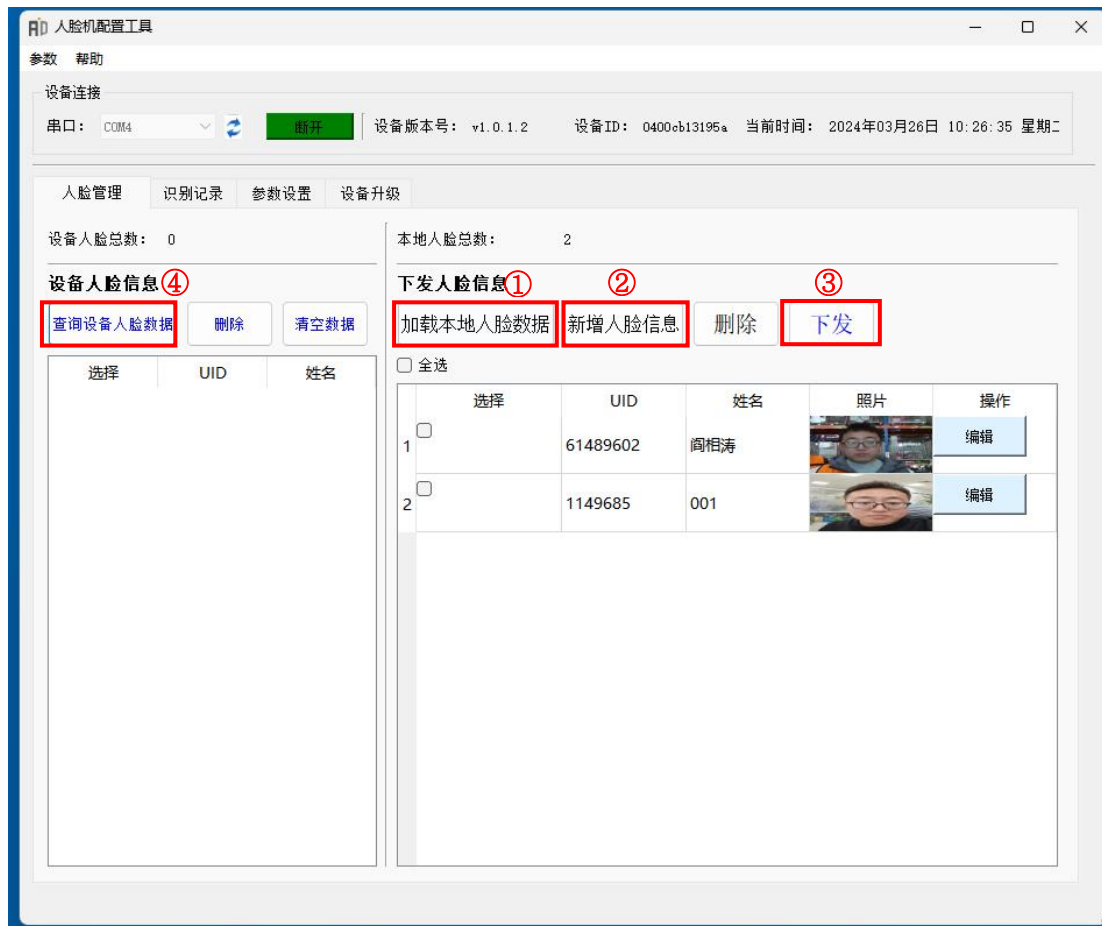 人脸机配置工具
参数 帮助
设备连接
串口: COM4 断开 设备版本号: v1.0.1.2 设备ID: 0400cb13195a 当前时间: 2024年03月26日 10:26:35 星期二
人脸管理 识别记录 参数设置 设备升级
设备人脸总数: 0 本地人脸总数: 2
设备人脸信息④ 下发人脸信息① ② ③
查询设备人脸数据 删除 清空数据 加载本地人脸数据 新增人脸信息 删除 下发
全选
选择 UID 姓名 选择 UID 姓名 照片 操作
1 61489602 阎相涛 编辑
2 1149685 001 编辑